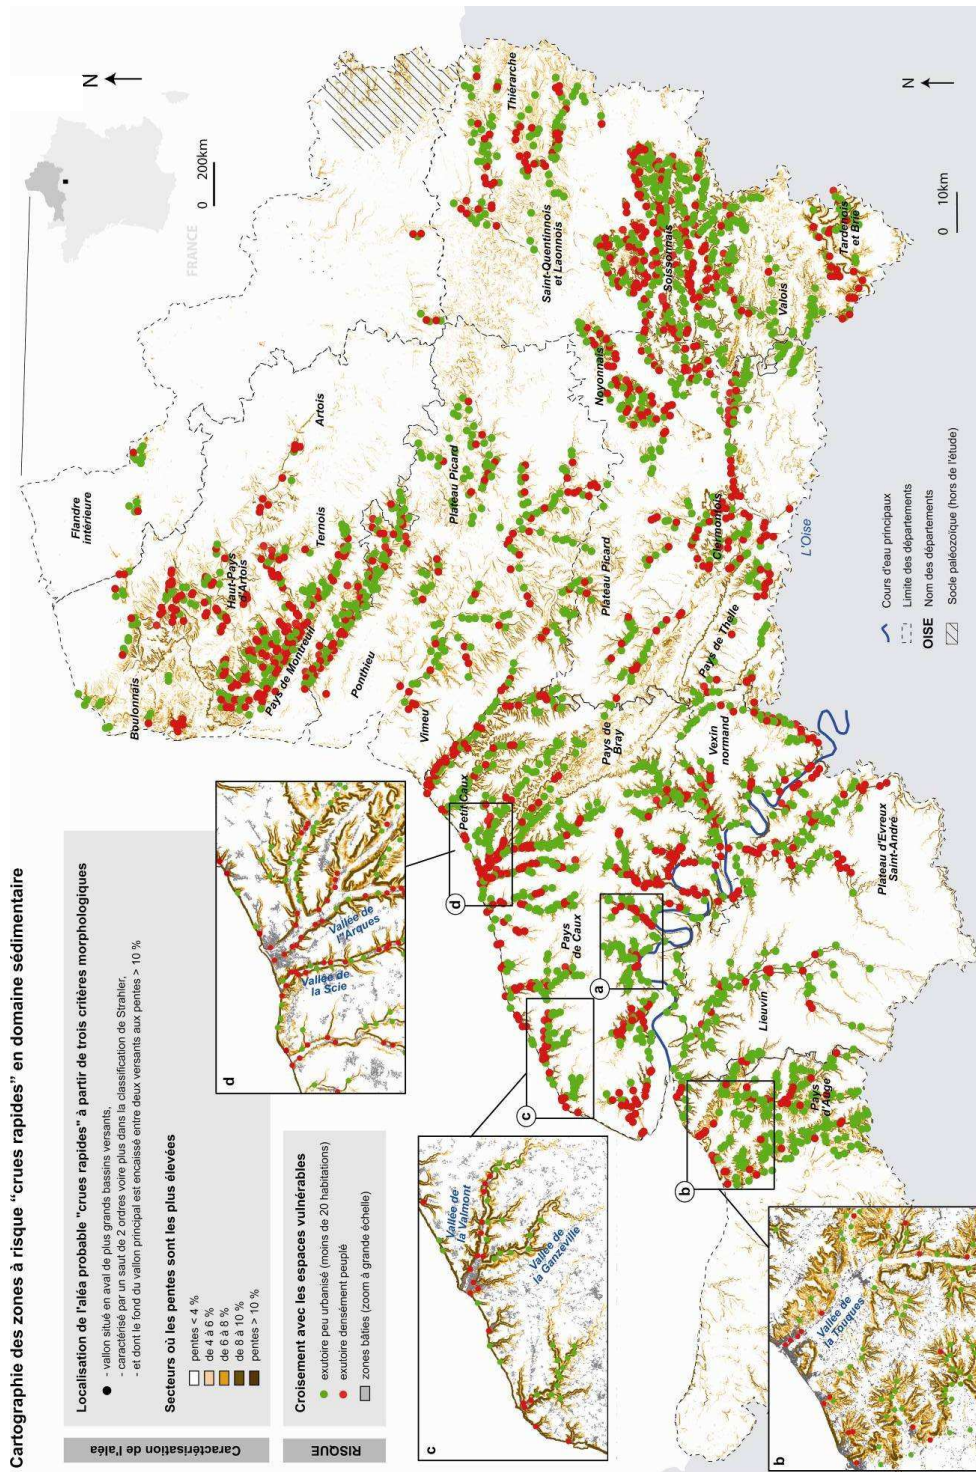 Cartographie des zones à risque "crues rapides" en domaine sédimentaire
Caractérisation de l'aléa
Localisation de l'aléa probable "crues rapides" à partir de trois critères morphologiques
- vallon situé en aval de plus grands bassins versants,
- caractérisé par un saut de 2 ordres voire plus dans la classification de Strahler,
- et dont le fond du vallon principal est encaissé entre deux versants aux pentes > 10 %
Secteurs où les pentes sont les plus élevées
pentes < 4 %
de 4 à 6 %
de 6 à 8 %
de 8 à 10 %
pentes > 10 %
RISQUE
Croisement avec les espaces vulnérables
exutoire peu urbanisé (moins de 20 habitations)
exutoire densément peuplé
zones bâties (zoom à grande échelle)
FRANCE
0 200km
N
d
Vallée de
l'Arques
Vallée de
la Scie
c
Vallée de
la Valmont
Vallée de
la Ganzeville
b
Vallée de
la Touques
Flandre
intérieure
Boulonnais
Haut-Pays
d'Artois
Artois
Ternois
Pays de Montreuil
Ponthieu
Vimeu
Plateau Picard
Thiérarche
Saint-Quentinnois
et Laonnois
Noyonnais
Soissonnais
Valois
Tardenois
et Brie
Plateau Picard
Clermontois
Pays de Thelle
L'Oise
Petit Caux
Pays de
Bray
Vexin
normand
Pays
de Caux
Plateau d'Evreux
Saint-André
Lieuvin
Pays
d'Auge
a
b
c
d
Cours d'eau principaux
Limite des départements
OISE Nom des départements
Socle paléozoïque (hors de l'étude)
0 10km
N